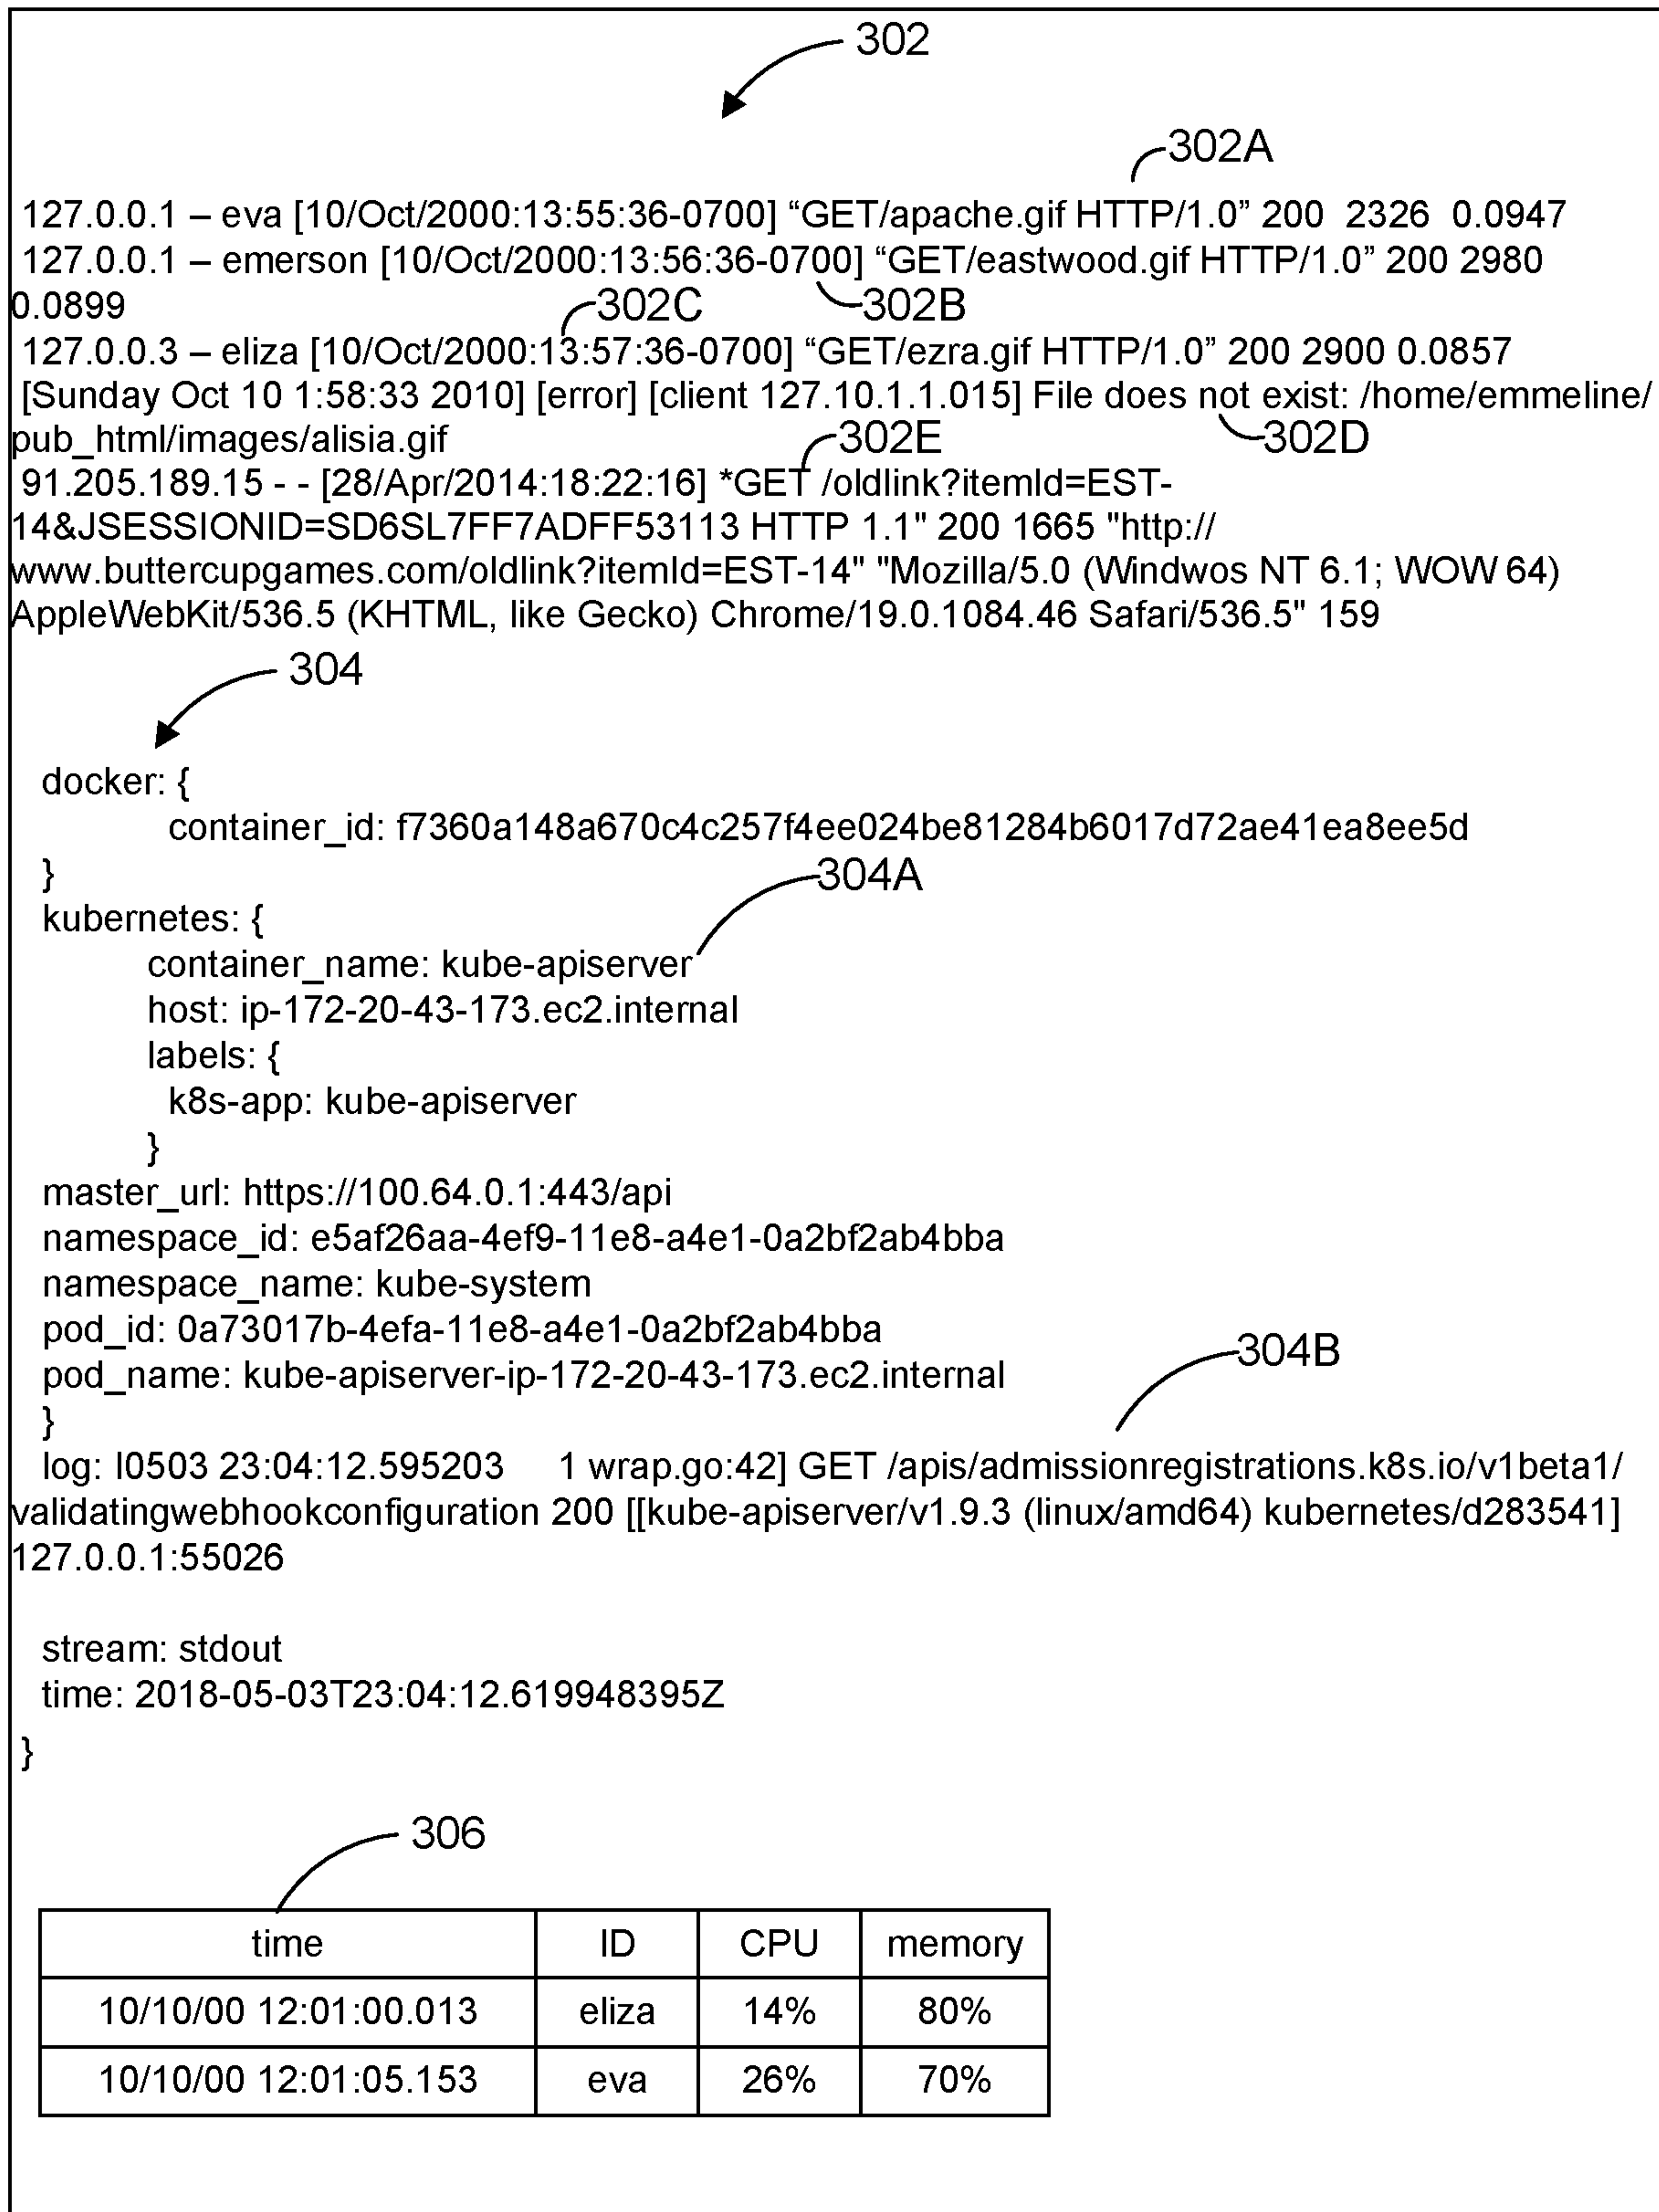 302
302A
127.0.0.1 – eva [10/Oct/2000:13:55:36-0700] “GET/apache.gif HTTP/1.0” 200 2326 0.0947
127.0.0.1 – emerson [10/Oct/2000:13:56:36-0700] “GET/eastwood.gif HTTP/1.0” 200 2980
0.0899
302C
302B
127.0.0.3 – eliza [10/Oct/2000:13:57:36-0700] “GET/ezra.gif HTTP/1.0” 200 2900 0.0857
[Sunday Oct 10 1:58:33 2010] [error] [client 127.10.1.1.015] File does not exist: /home/emmeline/
pub_html/images/alisia.gif
302E
302D
91.205.189.15 - - [28/Apr/2014:18:22:16] *GET /oldlink?itemId=EST-
14&JSESSIONID=SD6SL7FF7ADFF53113 HTTP 1.1" 200 1665 "http://
www.buttercupgames.com/oldlink?itemId=EST-14" "Mozilla/5.0 (Windwos NT 6.1; WOW 64)
AppleWebKit/536.5 (KHTML, like Gecko) Chrome/19.0.1084.46 Safari/536.5" 159
304
docker: {
container_id: f7360a148a670c4c257f4ee024be81284b6017d72ae41ea8ee5d
}
304A
kubernetes: {
container_name: kube-apiserver
host: ip-172-20-43-173.ec2.internal
labels: {
k8s-app: kube-apiserver
}
master_url: https://100.64.0.1:443/api
namespace_id: e5af26aa-4ef9-11e8-a4e1-0a2bf2ab4bba
namespace_name: kube-system
pod_id: 0a73017b-4efa-11e8-a4e1-0a2bf2ab4bba
304B
pod_name: kube-apiserver-ip-172-20-43-173.ec2.internal
}
log: I0503 23:04:12.595203 1 wrap.go:42] GET /apis/admissionregistrations.k8s.io/v1beta1/
validatingwebhookconfiguration 200 [[kube-apiserver/v1.9.3 (linux/amd64) kubernetes/d283541]
127.0.0.1:55026
stream: stdout
time: 2018-05-03T23:04:12.619948395Z
}
306
time ID CPU memory
10/10/00 12:01:00.013 eliza 14% 80%
10/10/00 12:01:05.153 eva 26% 70%